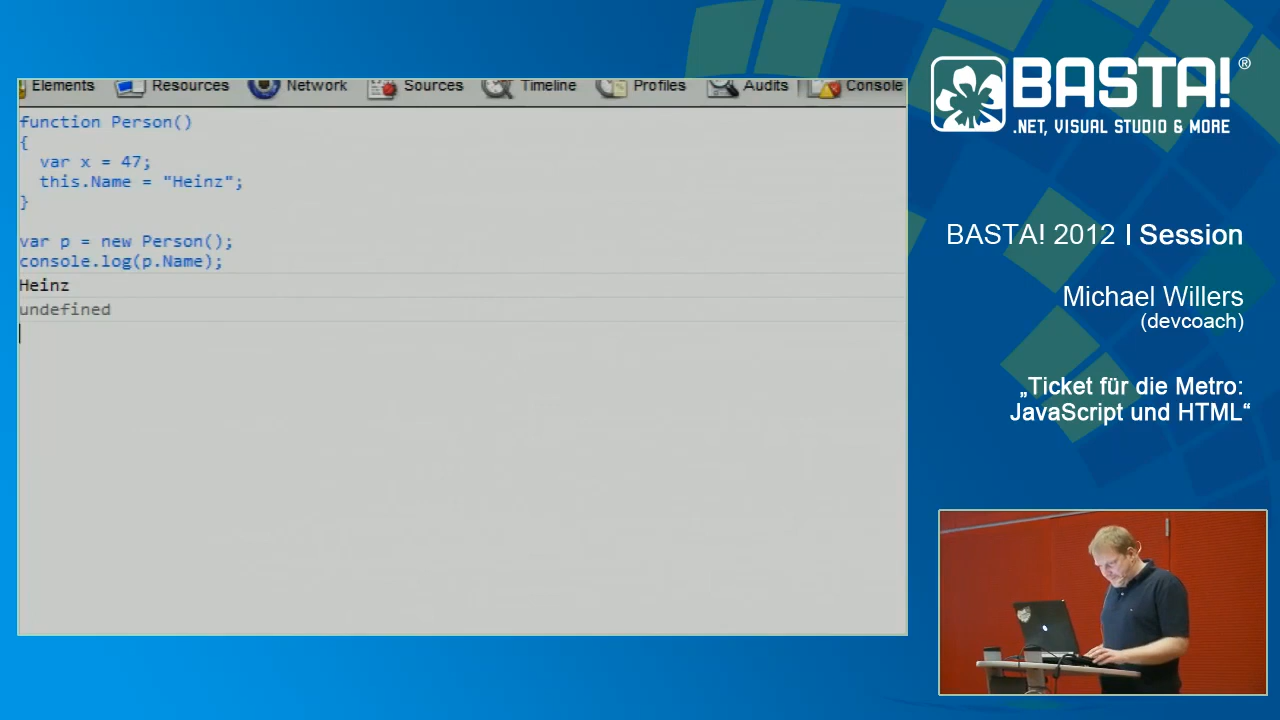 Elements Resources Network Sources Timeline Profiles Audits Console
function Person()
{
  var x = 47;
  this.Name = "Heinz";
}
var p = new Person();
console.log(p.Name);
Heinz
undefined
BASTA!®
.NET, VISUAL STUDIO & MORE
BASTA! 2012 I Session
Michael Willers
(devcoach)
„Ticket für die Metro:
JavaScript und HTML“